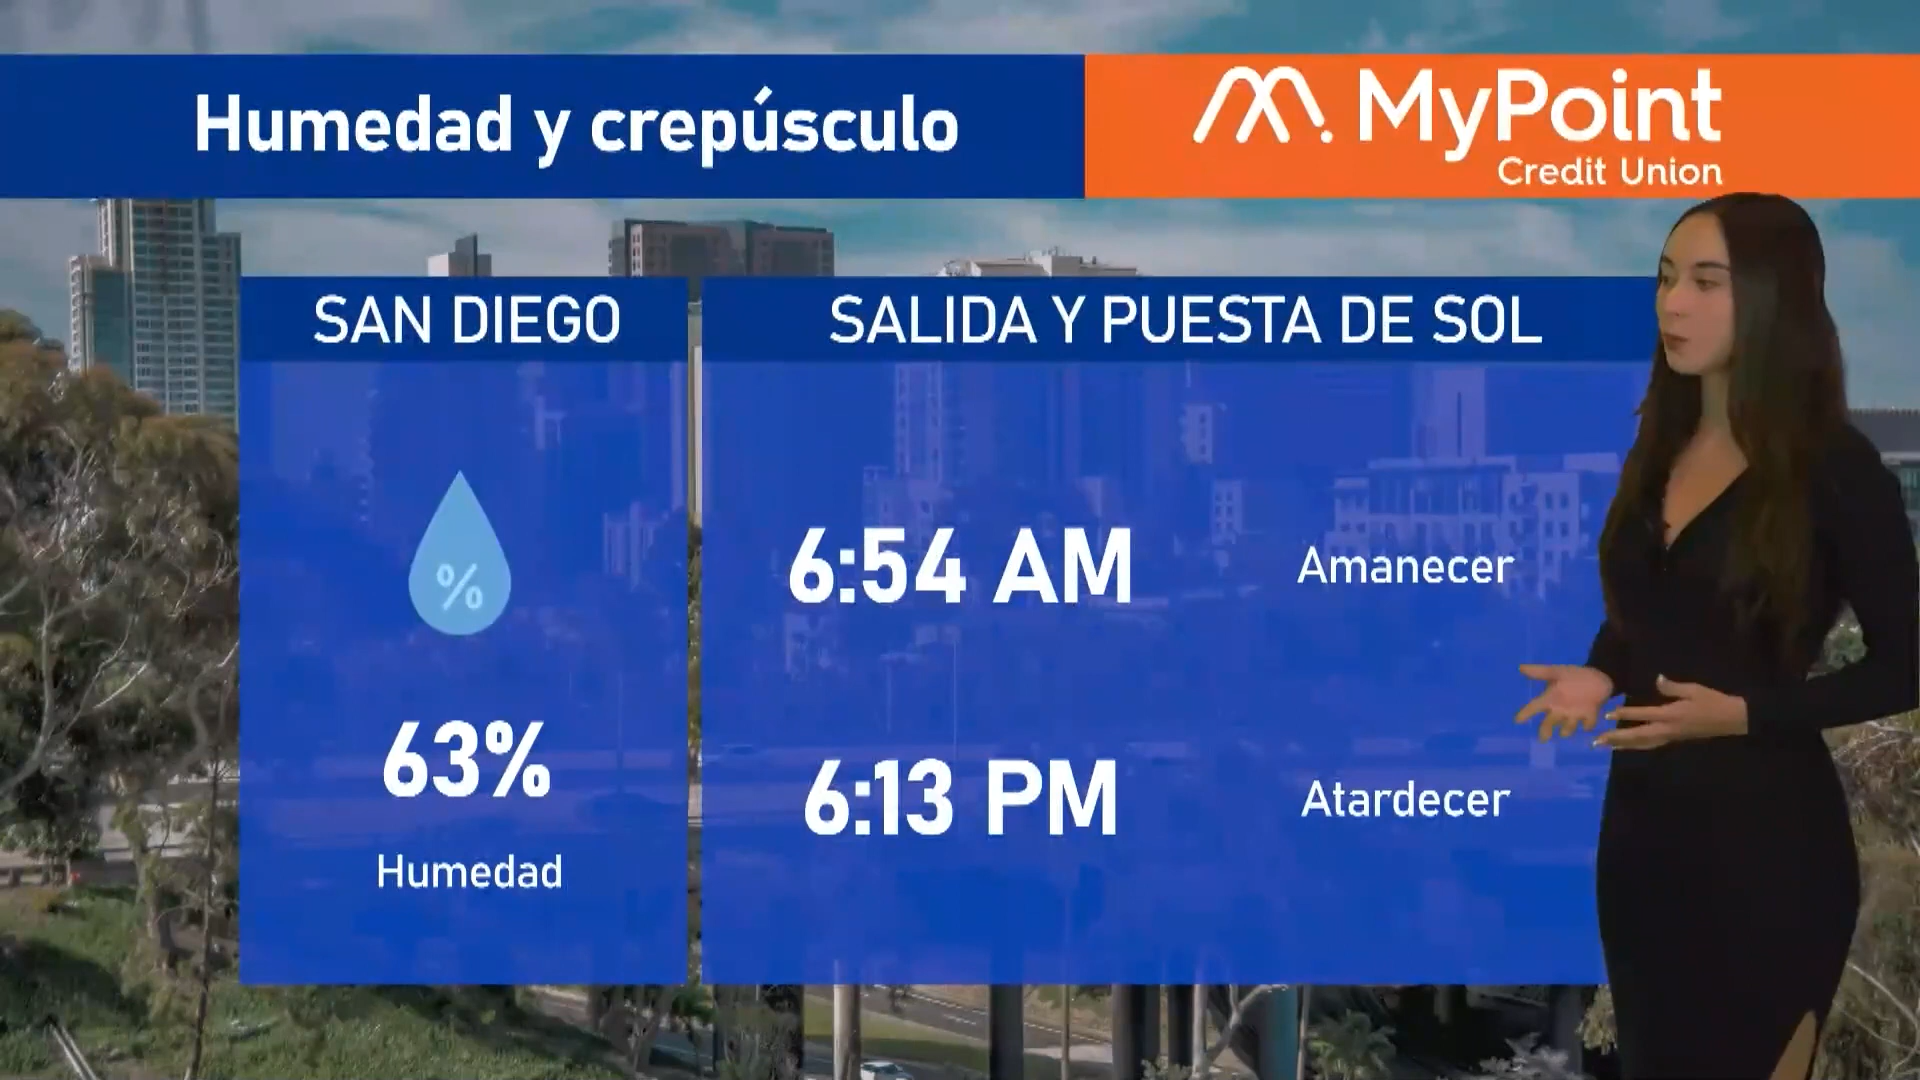 Humedad y crepúsculo
MyPoint
Credit Union
SAN DIEGO
%
63%
Humedad
SALIDA Y PUESTA DE SOL
6:54 AM Amanecer
6:13 PM Atardecer